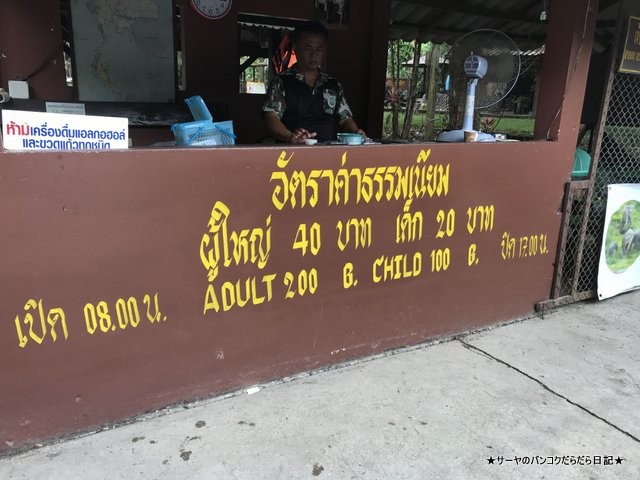 ห้ามเครื่องดื่มแอลกอฮอล์
และขวดแก้วทุกชนิด
อัตราค่าธรรมเนียม
ผู้ใหญ่ 40 บาท เด็ก 20 บาท
ADULT 200 B. CHILD 100 B.
เปิด 08.00 น.
ปิด 17.00 น.
★サーヤのバンコクだらだら日記★